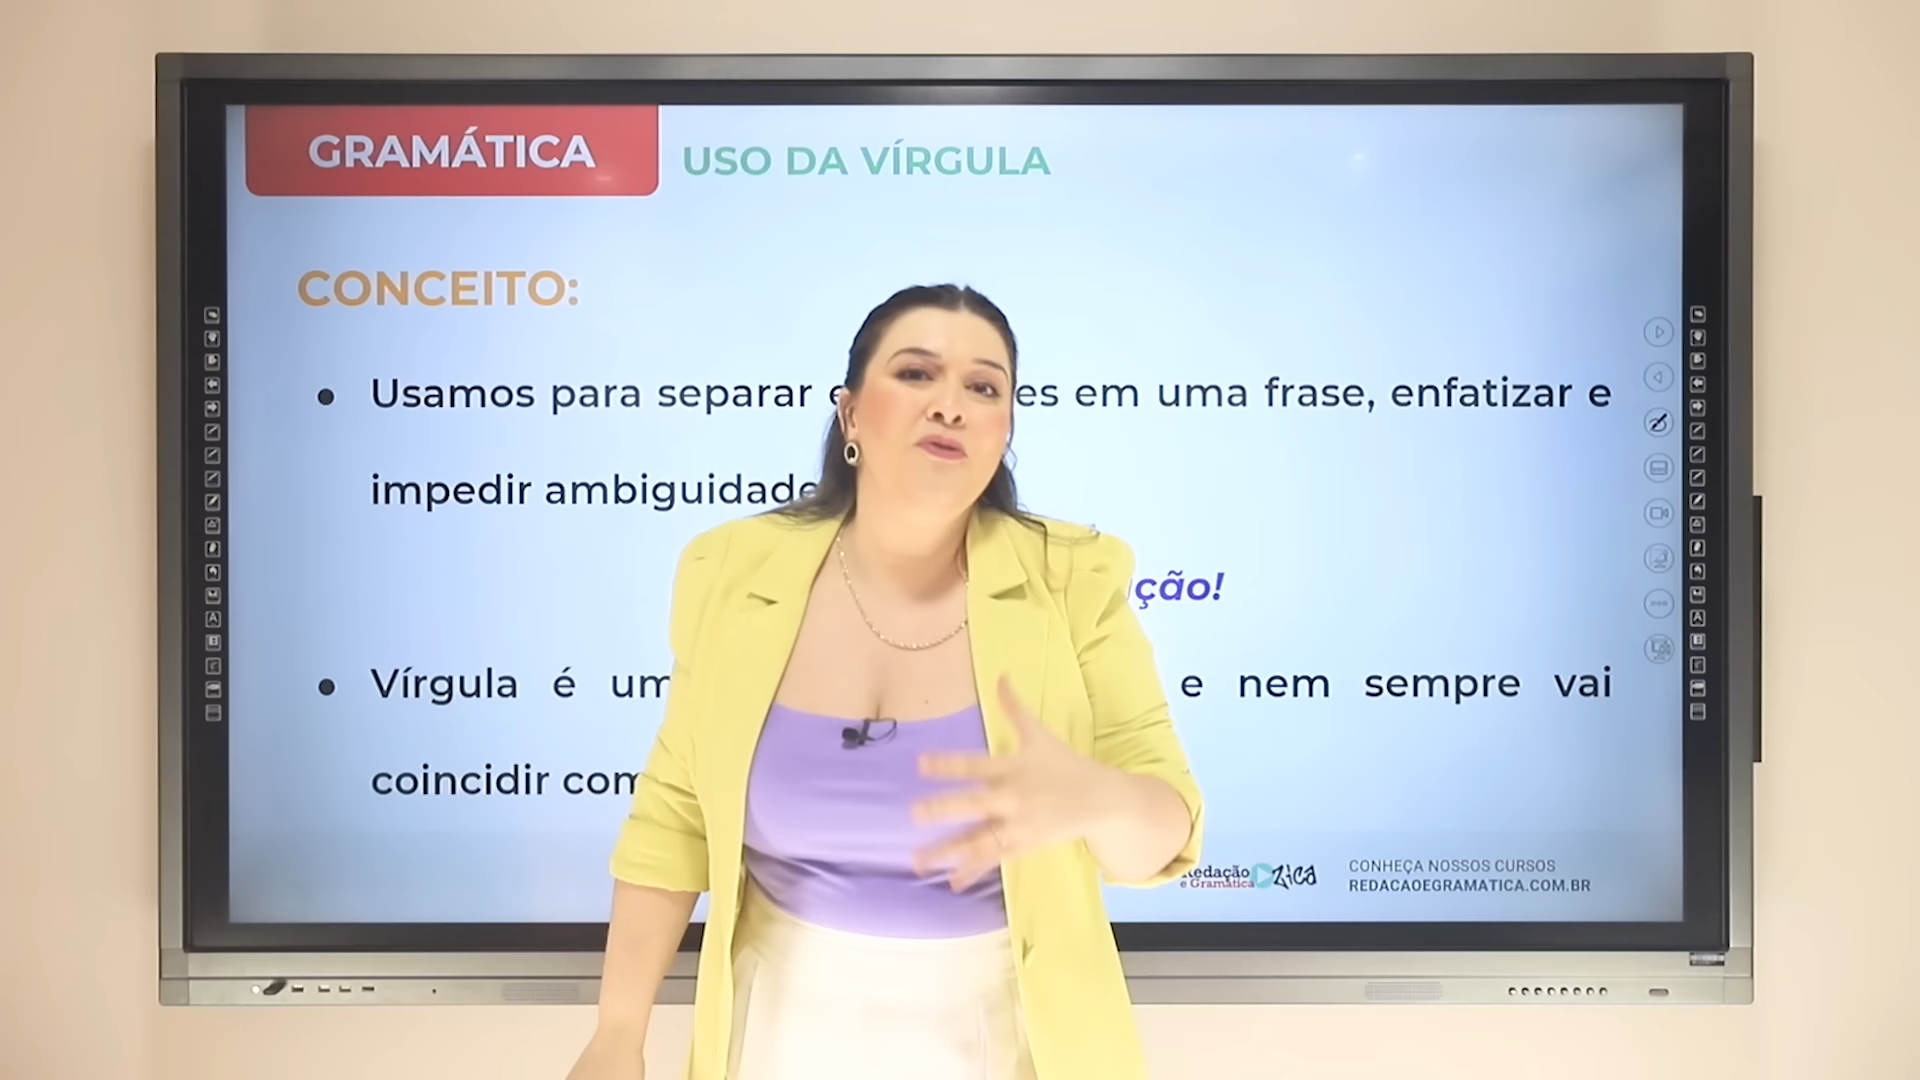 GRAMÁTICA
USO DA VÍRGULA
CONCEITO:
Usamos para separar es em uma frase, enfatizar e
impedir ambiguidade
ção!
Vírgula é um e nem sempre vai
coincidir com
Redação
e Gramática
Zica
CONHEÇA NOSSOS CURSOS
REDACAOEGRAMATICA.COM.BR